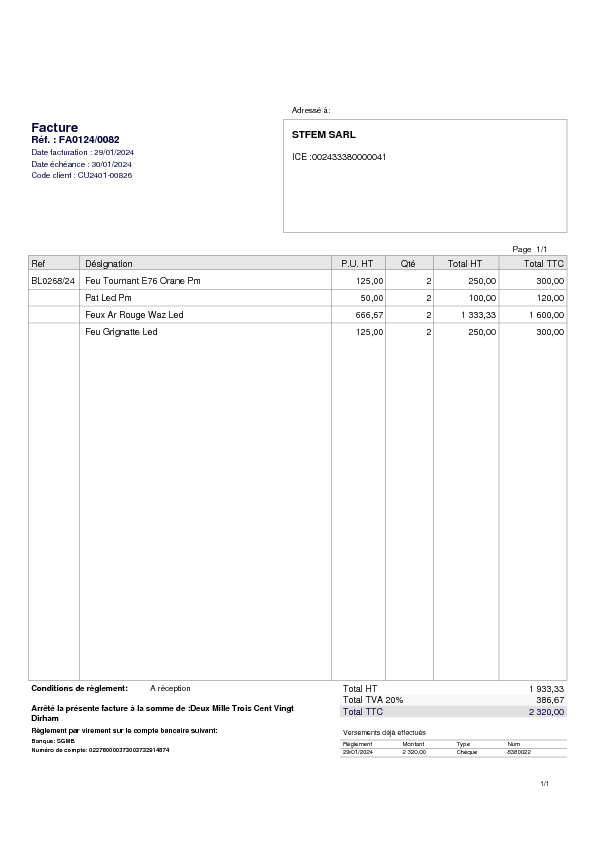 Adressé à:
Facture
Réf. : FA0124/0082
Date facturation : 29/01/2024
Date échéance : 30/01/2024
Code client : CU2401-00826
STFEM SARL
ICE :002433380000041
Page 1/1
Ref Désignation P.U. HT Qté Total HT Total TTC
BL0268/24 Feu Tournant E76 Orane Pm 125,00 2 250,00 300,00
Pat Led Pm 50,00 2 100,00 120,00
Feux Ar Rouge Waz Led 666,67 2 1 333,33 1 600,00
Feu Grignatte Led 125,00 2 250,00 300,00
Conditions de règlement: A réception
Total HT 1 933,33
Total TVA 20% 386,67
Total TTC 2 320,00
Arrêté la présente facture à la somme de :Deux Mille Trois Cent Vingt
Dirham
Règlement par virement sur le compte bancaire suivant:
Banque: SGMB
Numéro de compte:
Versements déjà effectués
Règlement Montant Type Num
29/01/2024 2 320,00 Chèque 8380022
1/1